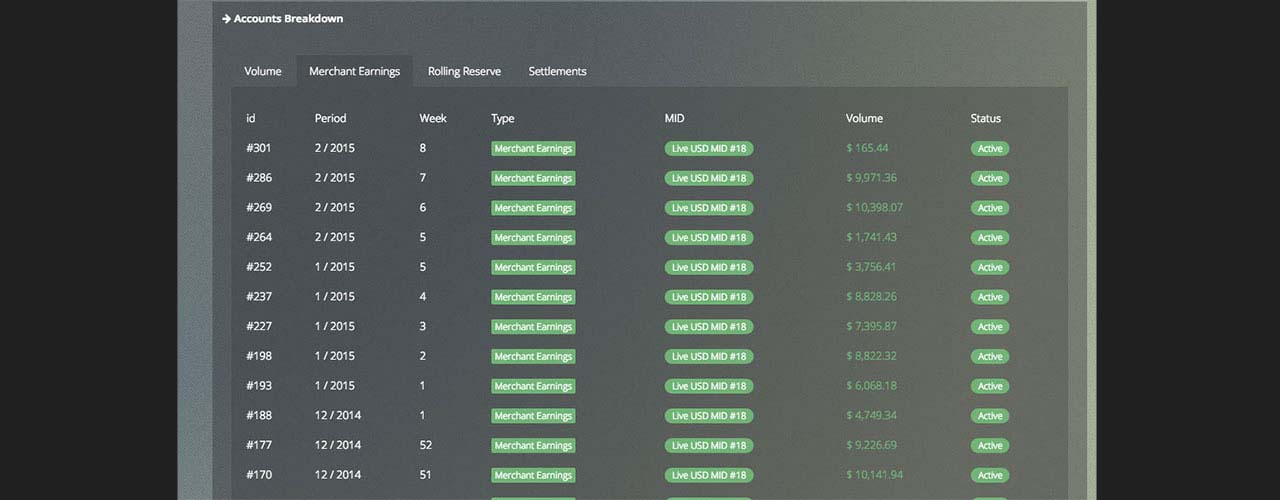 → Accounts Breakdown
Volume Merchant Earnings Rolling Reserve Settlements
id Period Week Type MID Volume Status
#301 2 / 2015 8 Merchant Earnings Live USD MID #18 $ 165.44 Active
#286 2 / 2015 7 Merchant Earnings Live USD MID #18 $ 9,971.36 Active
#269 2 / 2015 6 Merchant Earnings Live USD MID #18 $ 10,398.07 Active
#264 2 / 2015 5 Merchant Earnings Live USD MID #18 $ 1,741.43 Active
#252 1 / 2015 5 Merchant Earnings Live USD MID #18 $ 3,756.41 Active
#237 1 / 2015 4 Merchant Earnings Live USD MID #18 $ 8,828.26 Active
#227 1 / 2015 3 Merchant Earnings Live USD MID #18 $ 7,395.87 Active
#198 1 / 2015 2 Merchant Earnings Live USD MID #18 $ 8,822.32 Active
#193 1 / 2015 1 Merchant Earnings Live USD MID #18 $ 6,068.18 Active
#188 12 / 2014 1 Merchant Earnings Live USD MID #18 $ 4,749.34 Active
#177 12 / 2014 52 Merchant Earnings Live USD MID #18 $ 9,226.69 Active
#170 12 / 2014 51 Merchant Earnings Live USD MID #18 $ 10,141.94 Active